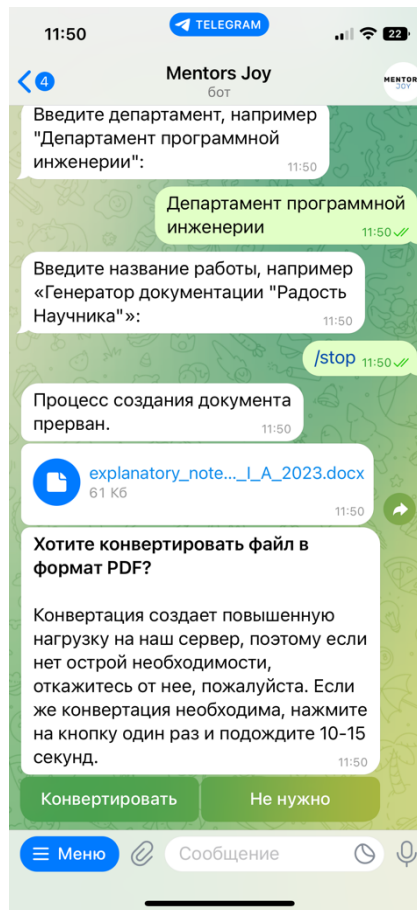 11:50
TELEGRAM
22
4
Mentors Joy
бот
MENTOR
JOY
Введите департамент, например
"Департамент программной
инженерии":
11:50
Департамент программной
инженерии
11:50
Введите название работы, например
«Генератор документации "Радость
Научника"»:
11:50
/stop 11:50
Процесс создания документа
прерван.
11:50
explanatory_note..._I_A_2023.docx
61 Кб
11:50
Хотите конвертировать файл в
формат PDF?
Конвертация создает повышенную
нагрузку на наш сервер, поэтому если
нет острой необходимости,
откажитесь от нее, пожалуйста. Если
же конвертация необходима, нажмите
на кнопку один раз и подождите 10-15
секунд.
11:50
Конвертировать
Не нужно
Меню
Сообщение